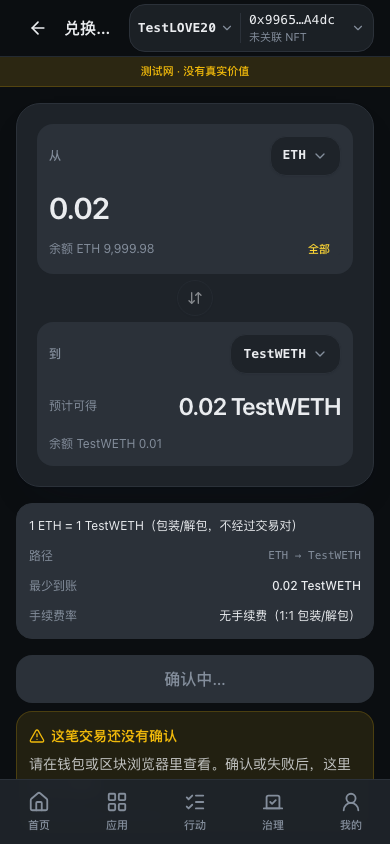 兑换...
TestLOVE20
0x9965…A4dc
未关联 NFT
测试网 · 没有真实价值
从
ETH
0.02
余额 ETH 9,999.98
全部
到
TestWETH
预计可得
0.02 TestWETH
余额 TestWETH 0.01
1 ETH = 1 TestWETH（包装/解包，不经过交易对）
路径
ETH → TestWETH
最少到账
0.02 TestWETH
手续费率
无手续费（1:1 包装/解包）
确认中...
这笔交易还没有确认
请在钱包或区块浏览器里查看。确认或失败后，这里
首页
应用
行动
治理
我的